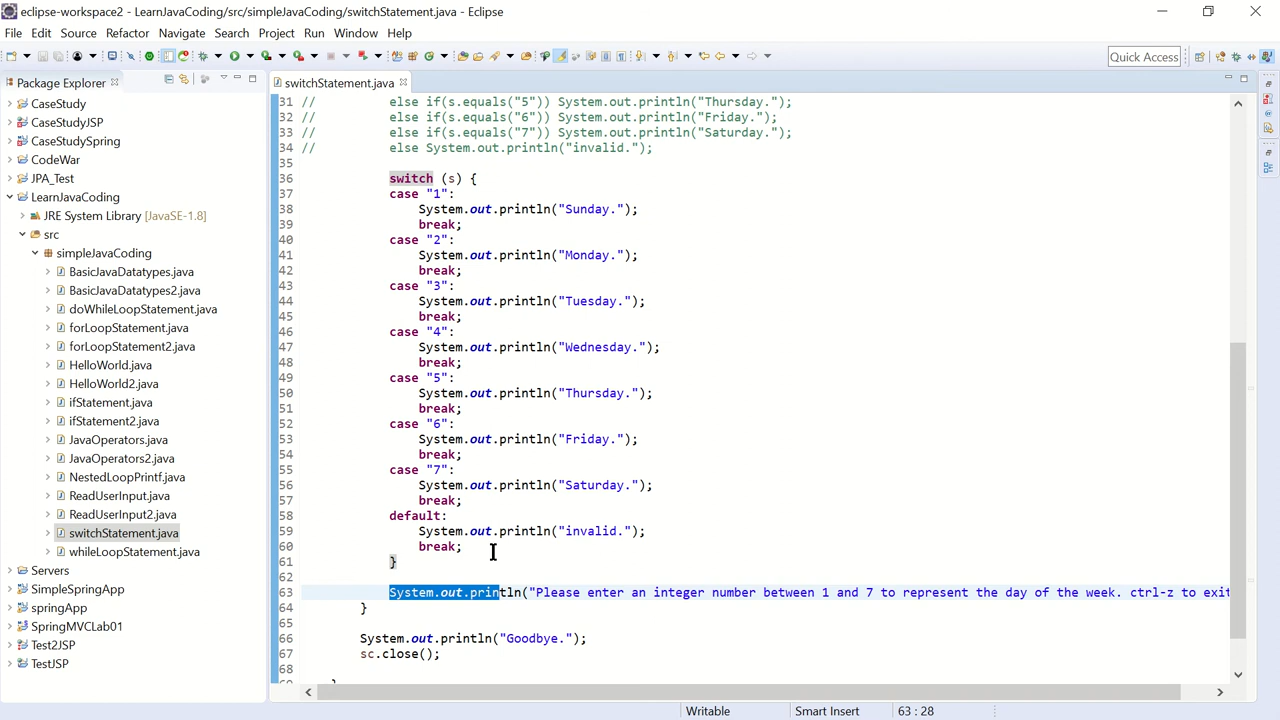 eclipse-workspace2 - LearnJavaCoding/src/simpleJavaCoding/switchStatement.java - Eclipse
File Edit Source Refactor Navigate Search Project Run Window Help
Quick Access
Package Explorer
CaseStudy
CaseStudyJSP
CaseStudySpring
CodeWar
JPA_Test
LearnJavaCoding
JRE System Library [JavaSE-1.8]
src
simpleJavaCoding
BasicJavaDatatypes.java
BasicJavaDatatypes2.java
doWhileLoopStatement.java
forLoopStatement.java
forLoopStatement2.java
HelloWorld.java
HelloWorld2.java
ifStatement.java
ifStatement2.java
JavaOperators.java
JavaOperators2.java
NestedLoopPrintf.java
ReadUserInput.java
ReadUserInput2.java
switchStatement.java
whileLoopStatement.java
Servers
SimpleSpringApp
springApp
SpringMVCLab01
Test2JSP
TestJSP
switchStatement.java
31 // else if(s.equals("5")) System.out.println("Thursday.");
32 // else if(s.equals("6")) System.out.println("Friday.");
33 // else if(s.equals("7")) System.out.println("Saturday.");
34 // else System.out.println("invalid.");
35
36 switch (s) {
37 case "1":
38 System.out.println("Sunday.");
39 break;
40 case "2":
41 System.out.println("Monday.");
42 break;
43 case "3":
44 System.out.println("Tuesday.");
45 break;
46 case "4":
47 System.out.println("Wednesday.");
48 break;
49 case "5":
50 System.out.println("Thursday.");
51 break;
52 case "6":
53 System.out.println("Friday.");
54 break;
55 case "7":
56 System.out.println("Saturday.");
57 break;
58 default:
59 System.out.println("invalid.");
60 break;
61 }
62
63 System.out.println("Please enter an integer number between 1 and 7 to represent the day of the week. ctrl-z to exit
64 }
65
66 System.out.println("Goodbye.");
67 sc.close();
68
Writable Smart Insert 63 : 28